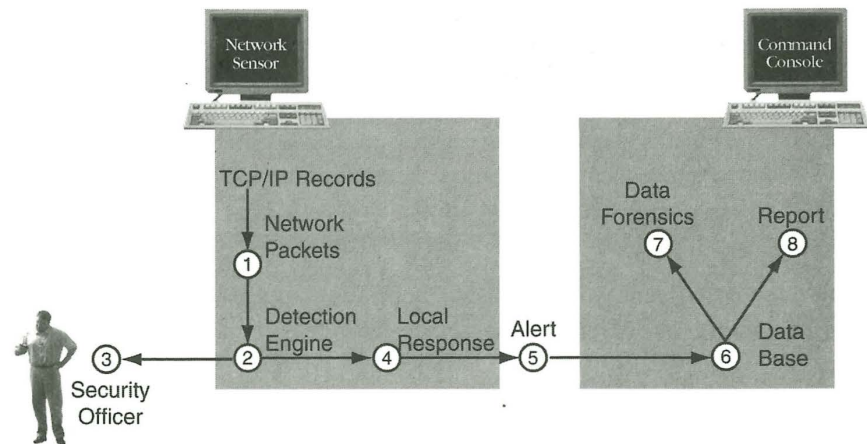 Network
Sensor
Command
Console
TCP/IP Records
Network
Packets
1
Data
Forensics
7
Report
8
Detection
Engine
2
Local
Response
4
Alert
5
6
Data
Base
3
Security
Officer